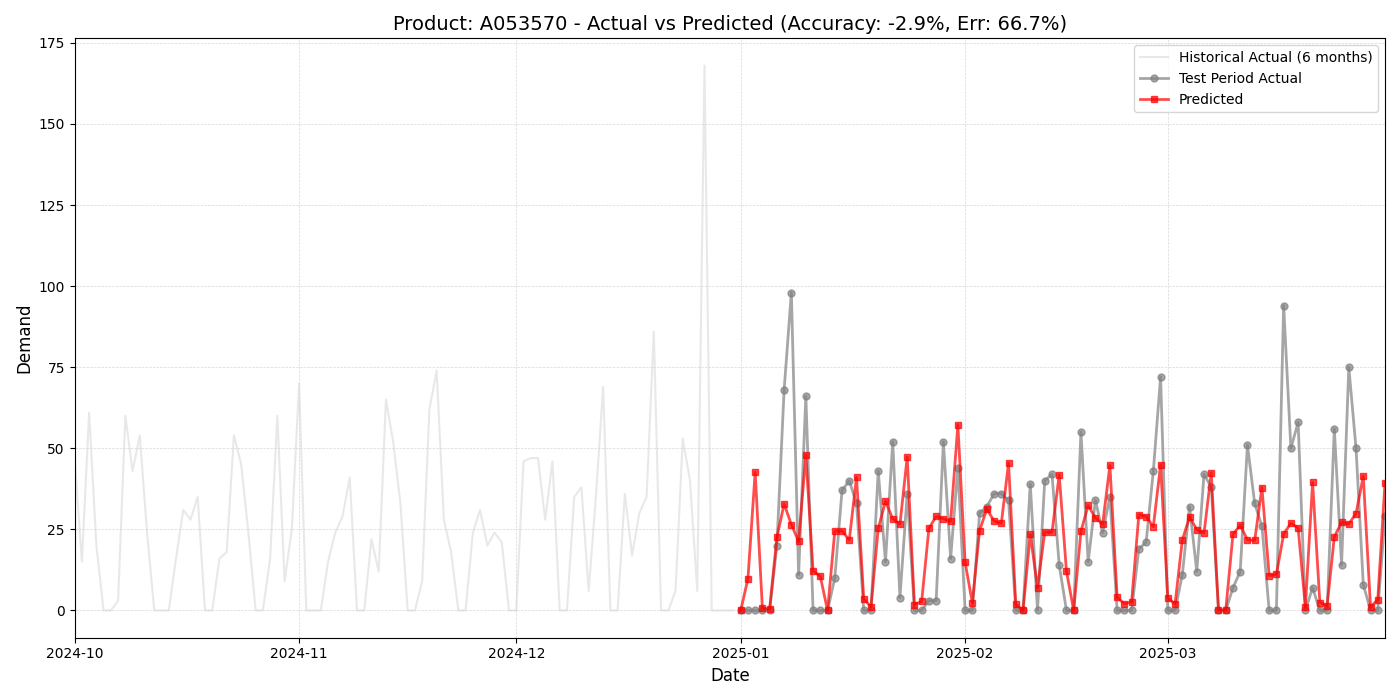 Product: A053570 - Actual vs Predicted (Accuracy: -2.9%, Err: 66.7%)
Historical Actual (6 months)
Test Period Actual
Predicted
Demand
175
150
125
100
75
50
25
0
2024-10
2024-11
2024-12
2025-01
2025-02
2025-03
Date